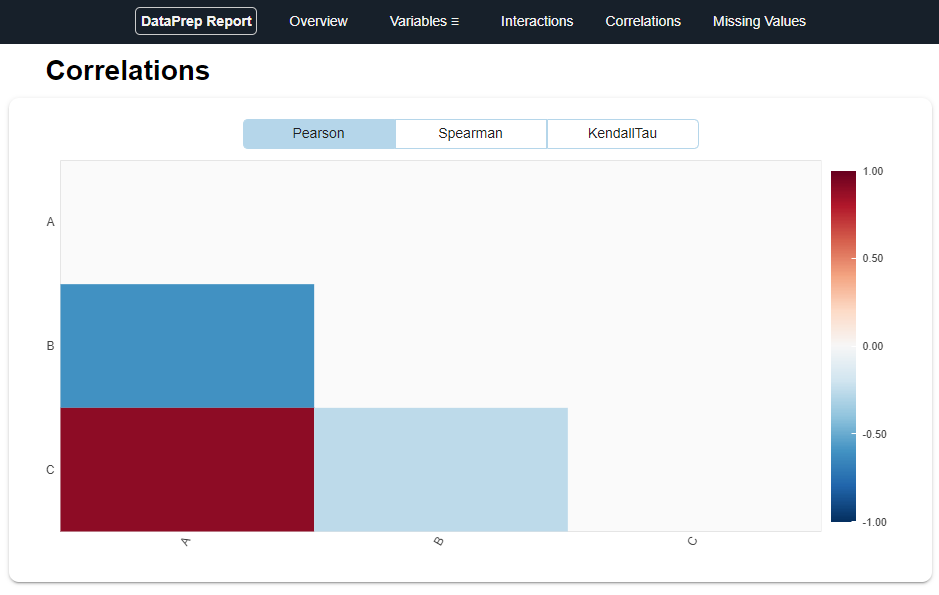 DataPrep Report Overview Variables ≡ Interactions Correlations Missing Values
Correlations
Pearson Spearman KendallTau
1.00
A
0.50
B
0.00
-0.50
C
-1.00
A B C